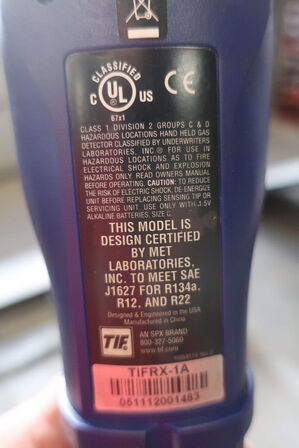 CLASSIFIED
C UL US
CE
67x1
CLASS 1 DIVISION 2 GROUPS C & D
HAZARDOUS LOCATIONS HAND HELD GAS
DETECTOR CLASSIFIED BY UNDERWRITERS
LABORATORIES, INC.® FOR USE IN
HAZARDOUS LOCATIONS AS TO FIRE
ELECTRICAL SHOCK AND EXPLOSION
HAZARDS ONLY. READ OWNERS MANUAL
BEFORE OPERATING. CAUTION: TO REDUCE
THE RISK OF ELECTRIC SHOCK, DE-ENERGIZE
UNIT BEFORE REPLACING SENSING TIP OR
SERVICING UNIT. USE ONLY WITH 1.5V
ALKALINE BATTERIES, SIZE C.
THIS MODEL IS
DESIGN CERTIFIED
BY MET
LABORATORIES,
INC. TO MEET SAE
J1627 FOR R134a,
R12, AND R22
Designed & Engineered in the USA
Manufactured in China
TIF
AN SPX BRAND
800-327-5060
www.tif.com
TIFRX-1A
051112001483